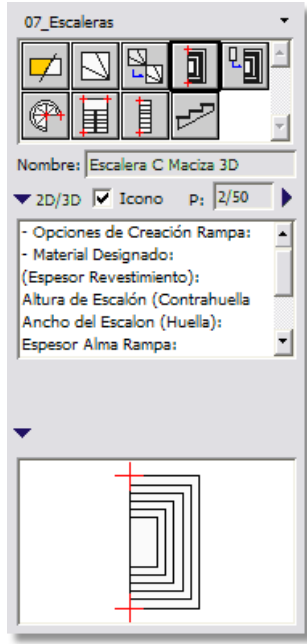 07_Escaleras
Nombre: Escalera C Maciza 3D
2D/3D Icono P: 2/50
- Opciones de Creación Rampa:
- Material Designado:
(Espesor Revestimiento):
Altura de Escalón (Contrahuella
Ancho del Escalon (Huella):
Espesor Alma Rampa: